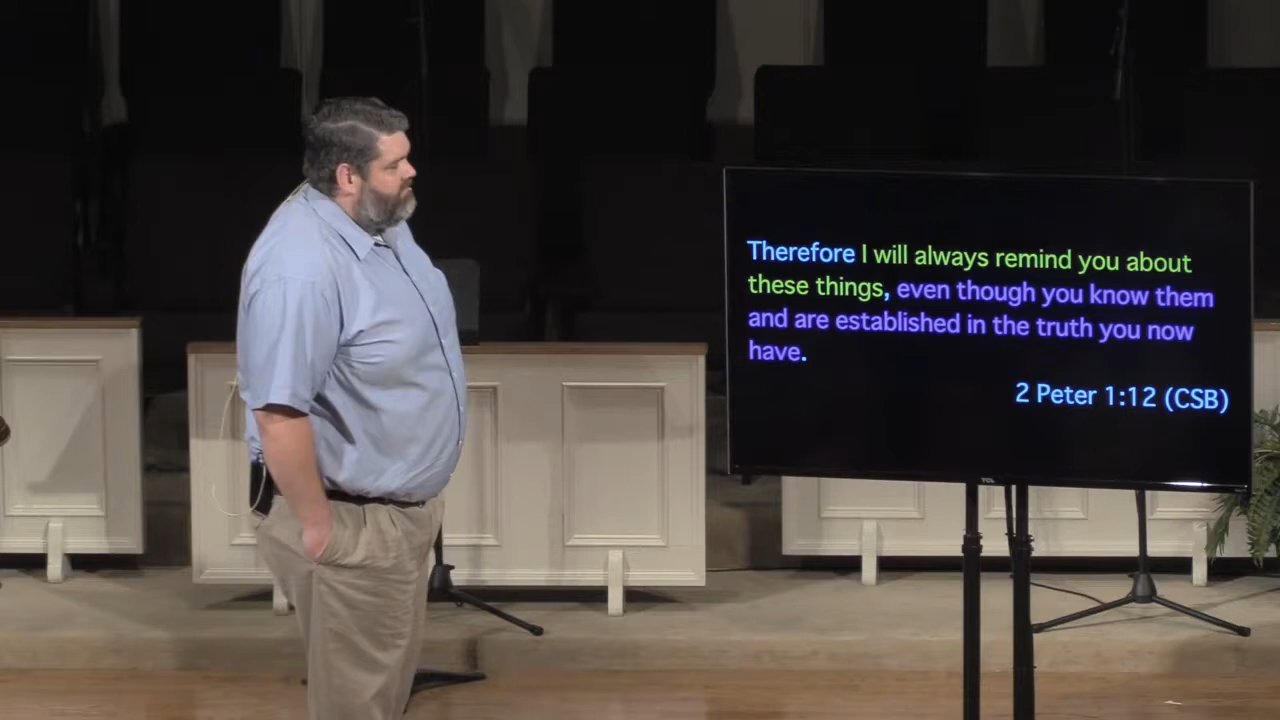 Therefore I will always remind you about
these things, even though you know them
and are established in the truth you now
have.
2 Peter 1:12 (CSB)
TCL